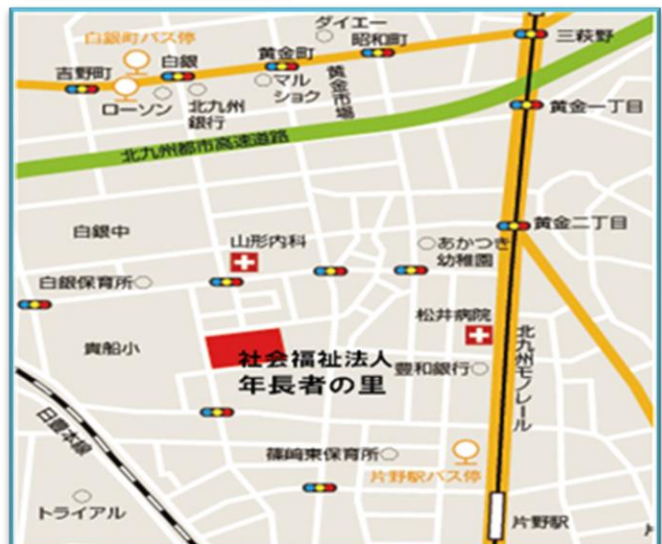 ダイエー
白銀町バス停
昭和町
三萩野
吉野町
白銀
黄金町
マル
ショク
黄金市場
ローソン
北九州
銀行
黄金一丁目
北九州都市高速道路
黄金二丁目
白銀中
山形内科
あかつき
幼稚園
白銀保育所
松井病院
貴船小
社会福祉法人
年長者の里
豊和銀行
北九州モノレール
日豊本線
篠崎東保育所
片野駅バス停
トライアル
片野駅